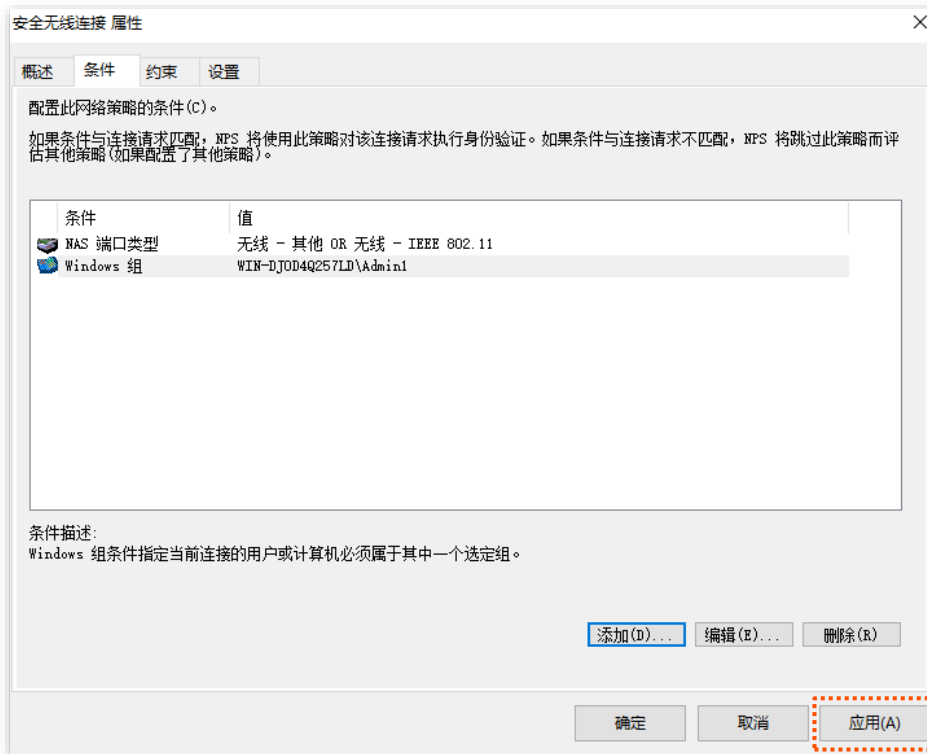 安全无线连接 属性
概述 条件 约束 设置
配置此网络策略的条件(C)。
如果条件与连接请求匹配，NPS 将使用此策略对该连接请求执行身份验证。如果条件与连接请求不匹配，NPS 将跳过此策略而评
估其他策略(如果配置了其他策略)。
条件 值
NAS 端口类型 无线 - 其他 OR 无线 - IEEE 802.11
Windows 组 WIN-DJOD4Q257LD\Admin1
条件描述:
Windows 组条件指定当前连接的用户或计算机必须属于其中一个选定组。
添加(D)... 编辑(E)... 删除(R)
确定 取消 应用(A)